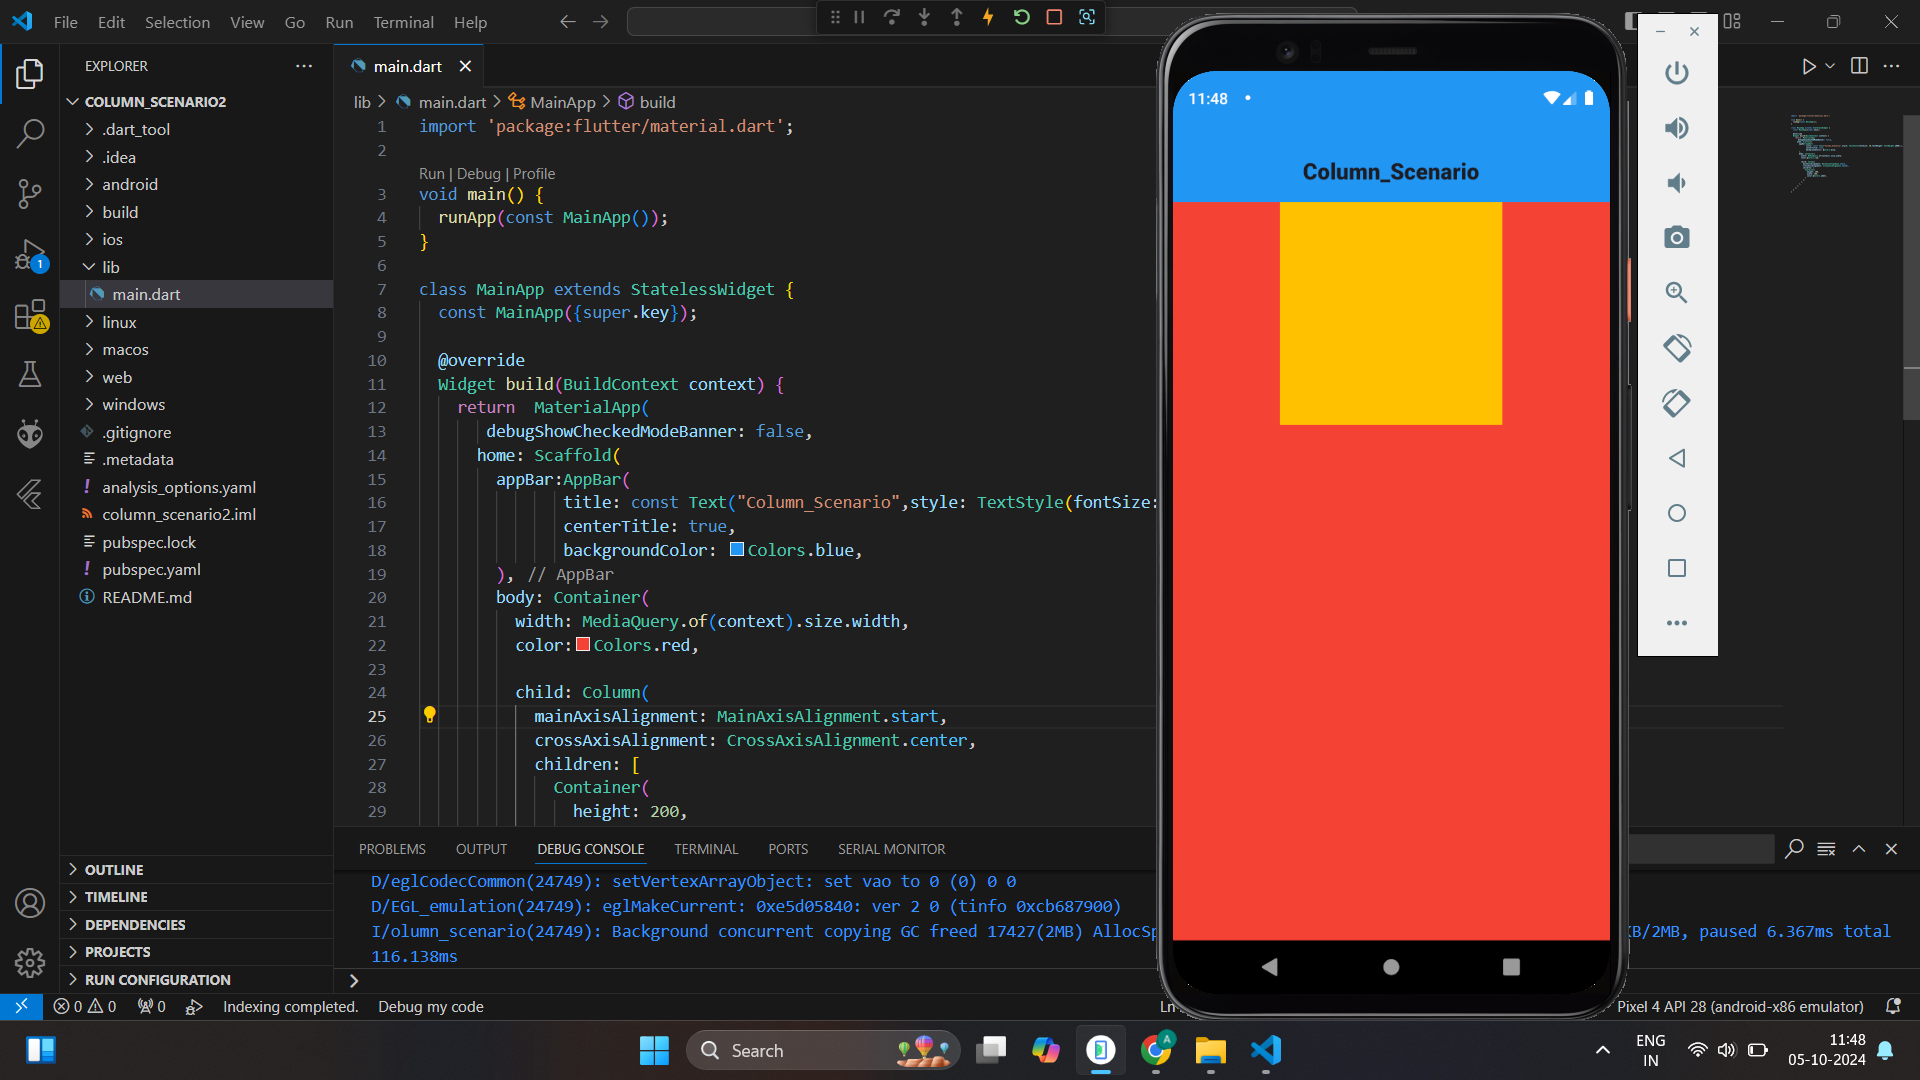 File Edit Selection View Go Run Terminal Help
EXPLORER
COLUMN_SCENARIO2
.dart_tool
.idea
android
build
ios
lib
main.dart
linux
macos
web
windows
.gitignore
.metadata
analysis_options.yaml
column_scenario2.iml
pubspec.lock
pubspec.yaml
README.md
OUTLINE
TIMELINE
DEPENDENCIES
PROJECTS
RUN CONFIGURATION
1
main.dart
lib > main.dart > MainApp > build
1 import 'package:flutter/material.dart';
2
Run | Debug | Profile
3 void main() {
4 runApp(const MainApp());
5 }
6
7 class MainApp extends StatelessWidget {
8 const MainApp({super.key});
9
10 @override
11 Widget build(BuildContext context) {
12 return MaterialApp(
13 debugShowCheckedModeBanner: false,
14 home: Scaffold(
15 appBar:AppBar(
16 title: const Text("Column_Scenario",style: TextStyle(fontSize:
17 centerTitle: true,
18 backgroundColor: Colors.blue,
19 ), // AppBar
20 body: Container(
21 width: MediaQuery.of(context).size.width,
22 color: Colors.red,
23
24 child: Column(
25 mainAxisAlignment: MainAxisAlignment.start,
26 crossAxisAlignment: CrossAxisAlignment.center,
27 children: [
28 Container(
29 height: 200,
PROBLEMS OUTPUT DEBUG CONSOLE TERMINAL PORTS SERIAL MONITOR
D/eglCodecCommon(24749): setVertexArrayObject: set vao to 0 (0) 0 0
D/EGL_emulation(24749): eglMakeCurrent: 0xe5d05840: ver 2 0 (tinfo 0xcb687900)
I/olumn_scenario(24749): Background concurrent copying GC freed 17427(2MB) AllocSp KB/2MB, paused 6.367ms total
116.138ms
11:48
Column_Scenario
0 0 0 Indexing completed. Debug my code Ln Pixel 4 API 28 (android-x86 emulator)
Search
A
ENG
IN
11:48
05-10-2024